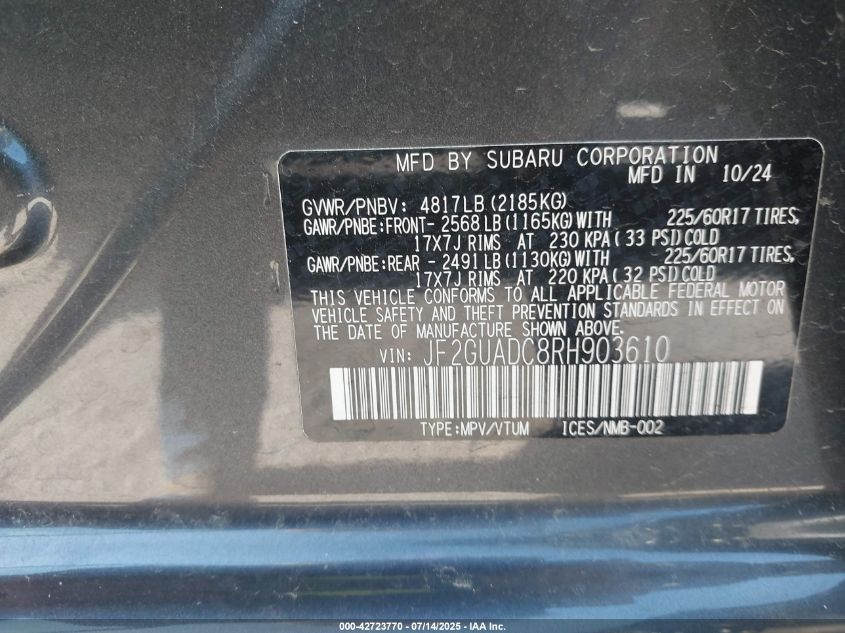 MFD BY SUBARU CORPORATION
MFD IN 10/24
GVWR/PNBV: 4817LB (2185KG)
GAWR/PNBE:FRONT- 2568LB (1165KG) WITH 225/60R17 TIRES,
17X7J RIMS AT 230 KPA( 33 PSI)COLD
GAWR/PNBE:REAR - 2491LB (1130KG) WITH 225/60R17 TIRES,
17X7J RIMS AT 220 KPA( 32 PSI)COLD
THIS VEHICLE CONFORMS TO ALL APPLICABLE FEDERAL MOTOR
VEHICLE SAFETY AND THEFT PREVENTION STANDARDS IN EFFECT ON
THE DATE OF MANUFACTURE SHOWN ABOVE.
VIN: JF2GUADC8RH903610
TYPE:MPV/VTUM ICES/NMB-002
000-42723770 - 07/14/2025 - IAA Inc.